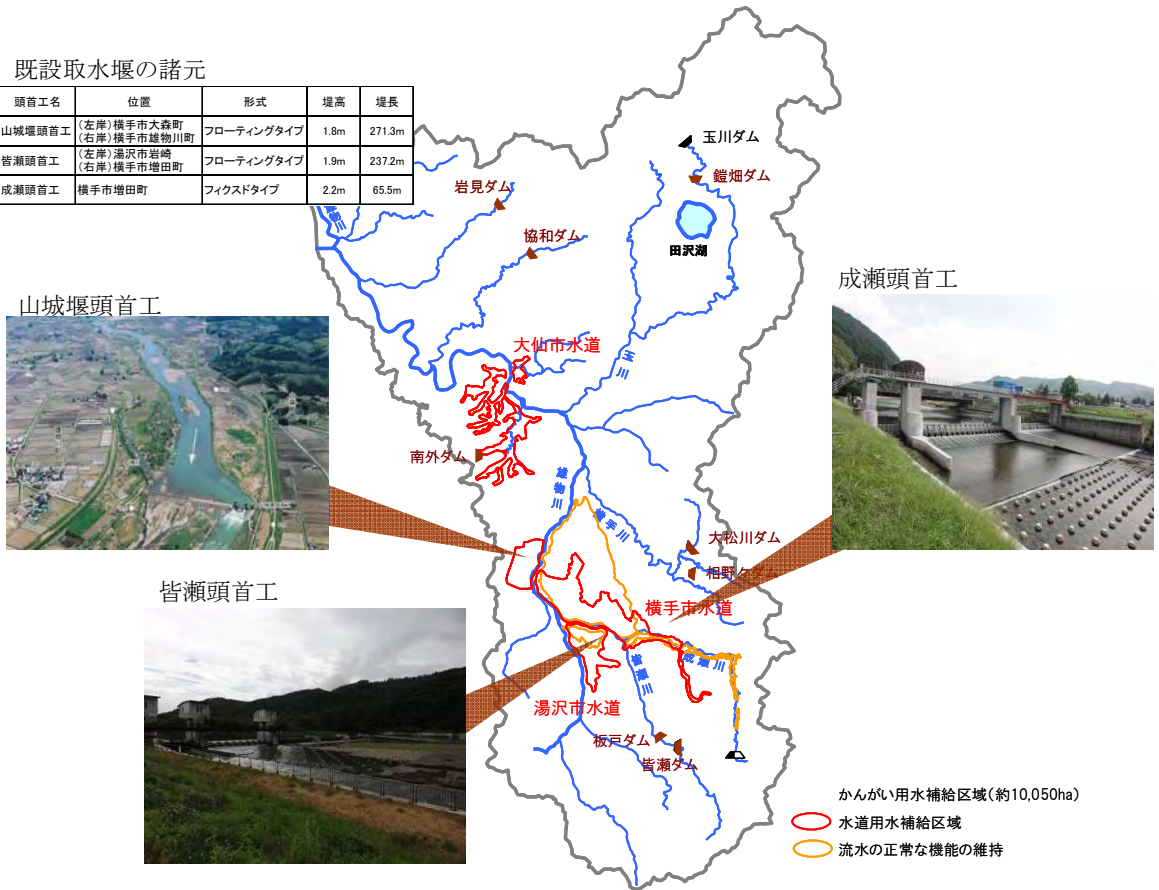 既設取水堰の諸元
頭首工名 位置 形式 堤高 堤長
山城堰頭首工 (左岸)横手市大森町 (右岸)横手市雄物川町 フローティングタイプ 1.8m 271.3m
皆瀬頭首工 (左岸)湯沢市岩崎 (右岸)横手市増田町 フローティングタイプ 1.9m 237.2m
成瀬頭首工 横手市増田町 フィクスドタイプ 2.2m 65.5m
玉川ダム
鎧畑ダム
岩見ダム
田沢湖
協和ダム
雄物川
山城堰頭首工
成瀬頭首工
大仙市水道
玉川
南外ダム
雄物川
横手川
大松川ダム
相野々ダム
皆瀬頭首工
横手市水道
成瀬川
皆瀬川
湯沢市水道
板戸ダム
皆瀬ダム
かんがい用水補給区域(約10,050ha)
水道用水補給区域
流水の正常な機能の維持